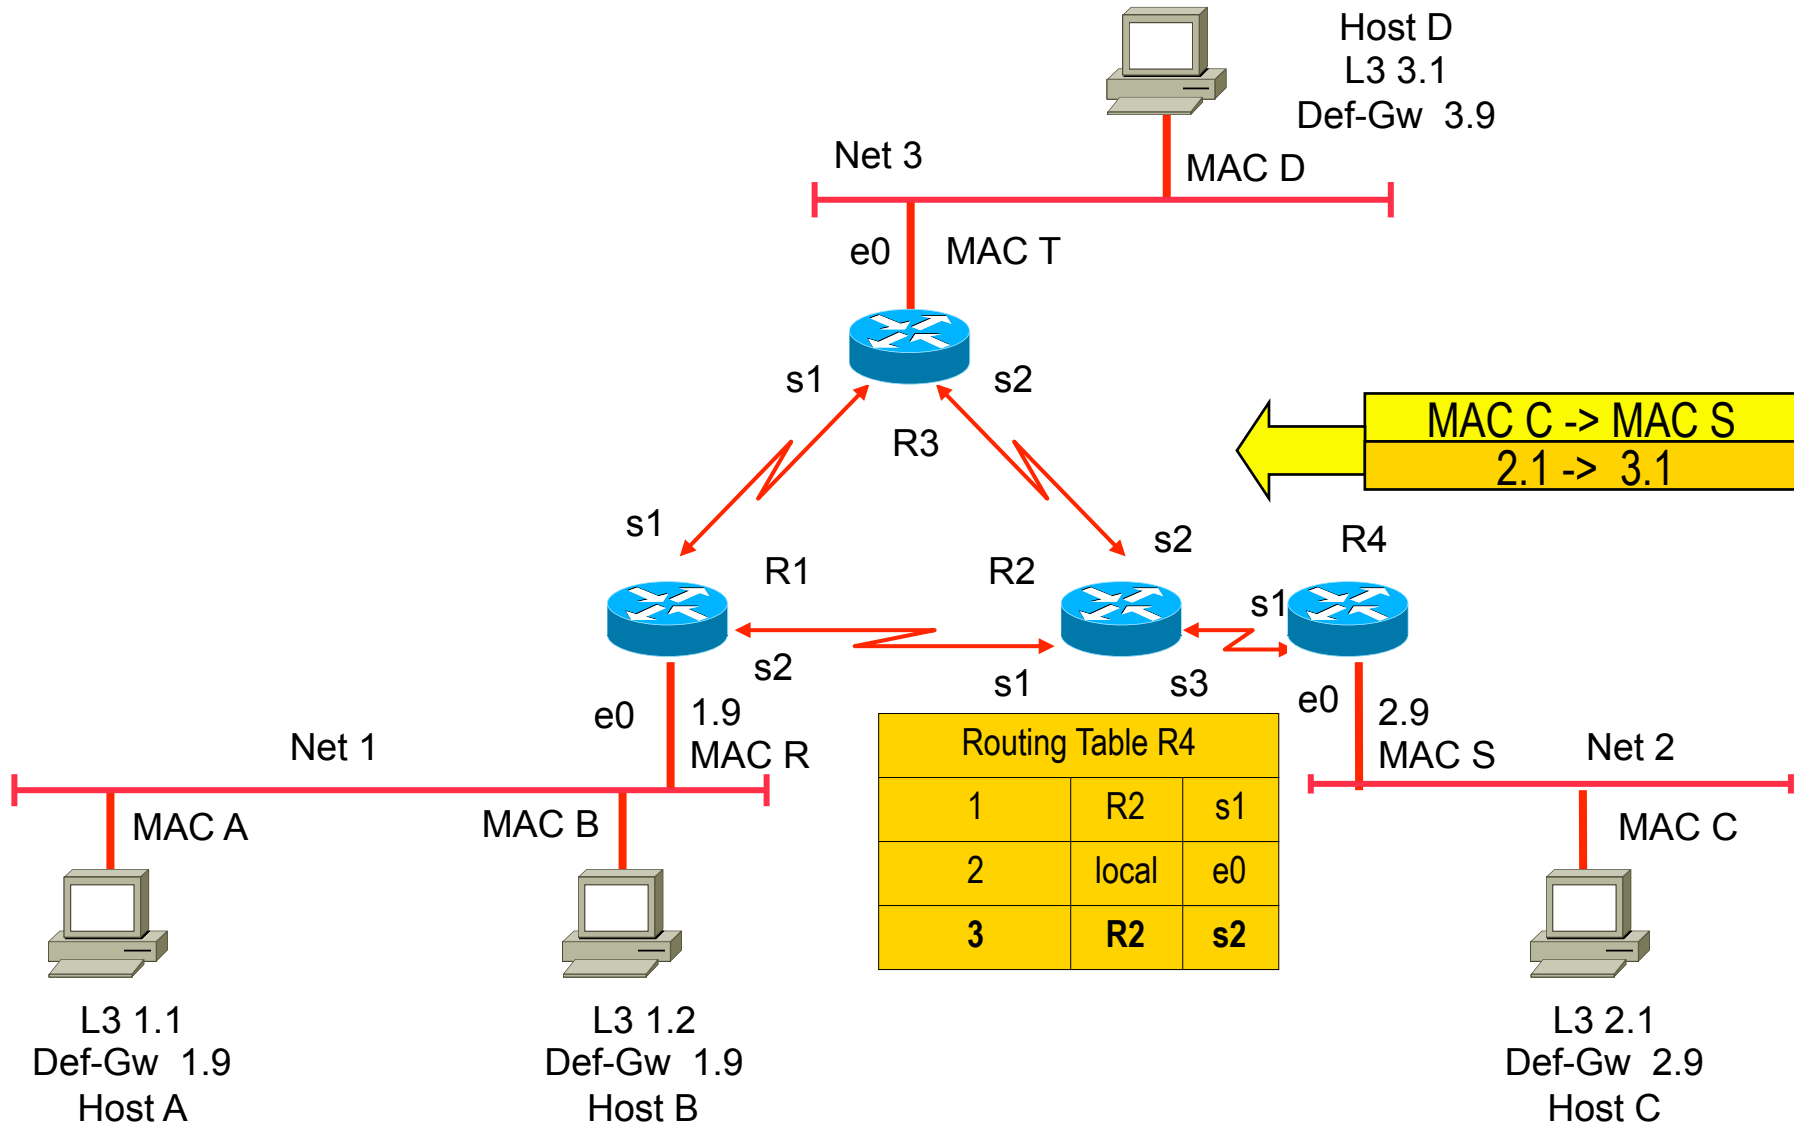 Host D
L3 3.1
Def-Gw 3.9
Net 3
MAC D
e0
MAC T
s1
s2
R3
MAC C -> MAC S
2.1 -> 3.1
s1
s2
R4
R1
R2
s1
s2
s1
s3
e0
1.9
MAC R
e0
2.9
MAC S
Net 1
Net 2
Routing Table R4
1 R2 s1
2 local e0
3 R2 s2
MAC A
MAC B
MAC C
L3 1.1
Def-Gw 1.9
Host A
L3 1.2
Def-Gw 1.9
Host B
L3 2.1
Def-Gw 2.9
Host C